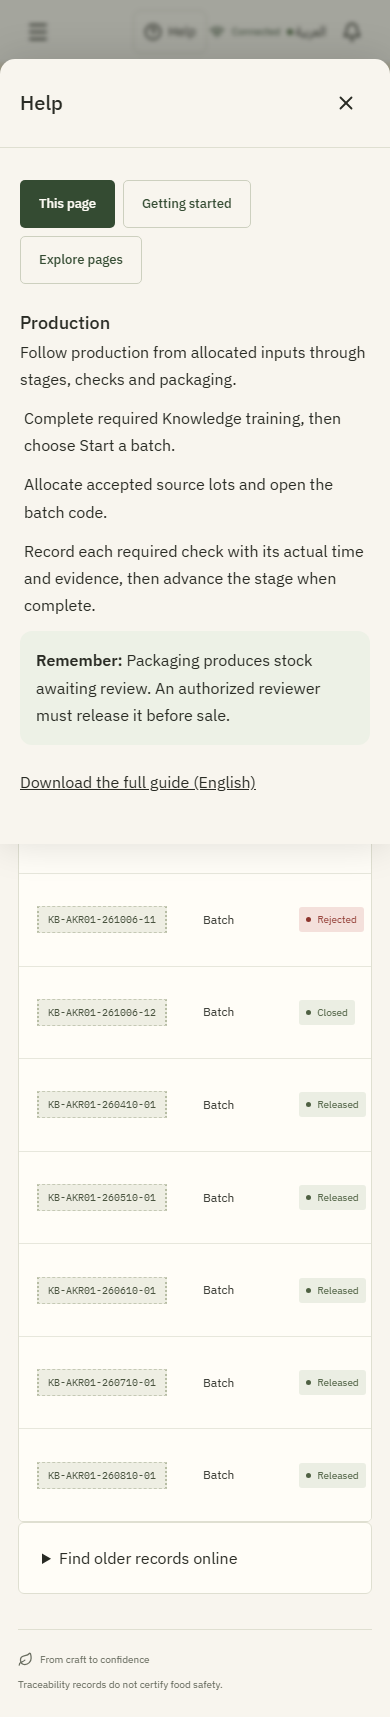 Help Connected العربية
Help
This page Getting started
Explore pages
Production
Follow production from allocated inputs through
stages, checks and packaging.
Complete required Knowledge training, then
choose Start a batch.
Allocate accepted source lots and open the
batch code.
Record each required check with its actual time
and evidence, then advance the stage when
complete.
Remember: Packaging produces stock
awaiting review. An authorized reviewer
must release it before sale.
Download the full guide (English)
KB-AKR01-261006-11 Batch Rejected
KB-AKR01-261006-12 Batch Closed
KB-AKR01-260410-01 Batch Released
KB-AKR01-260510-01 Batch Released
KB-AKR01-260610-01 Batch Released
KB-AKR01-260710-01 Batch Released
KB-AKR01-260810-01 Batch Released
Find older records online
From craft to confidence
Traceability records do not certify food safety.